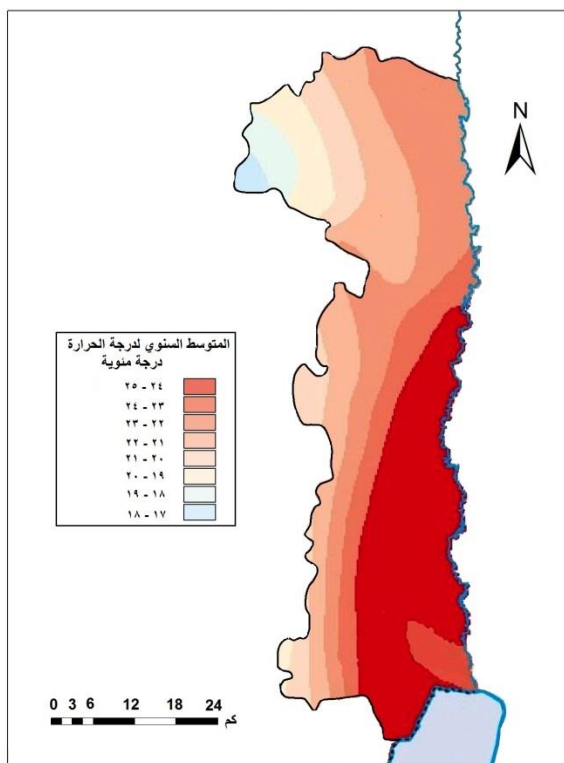 N
المتوسط السنوي لدرجة الحرارة
درجة مئوية
٢٤ - ٢٥
٢٣ - ٢٤
٢٢ - ٢٣
٢١ - ٢٢
٢٠ - ٢١
١٩ - ٢٠
١٨ - ١٩
١٧ - ١٨
0 3 6 12 18 24 كم